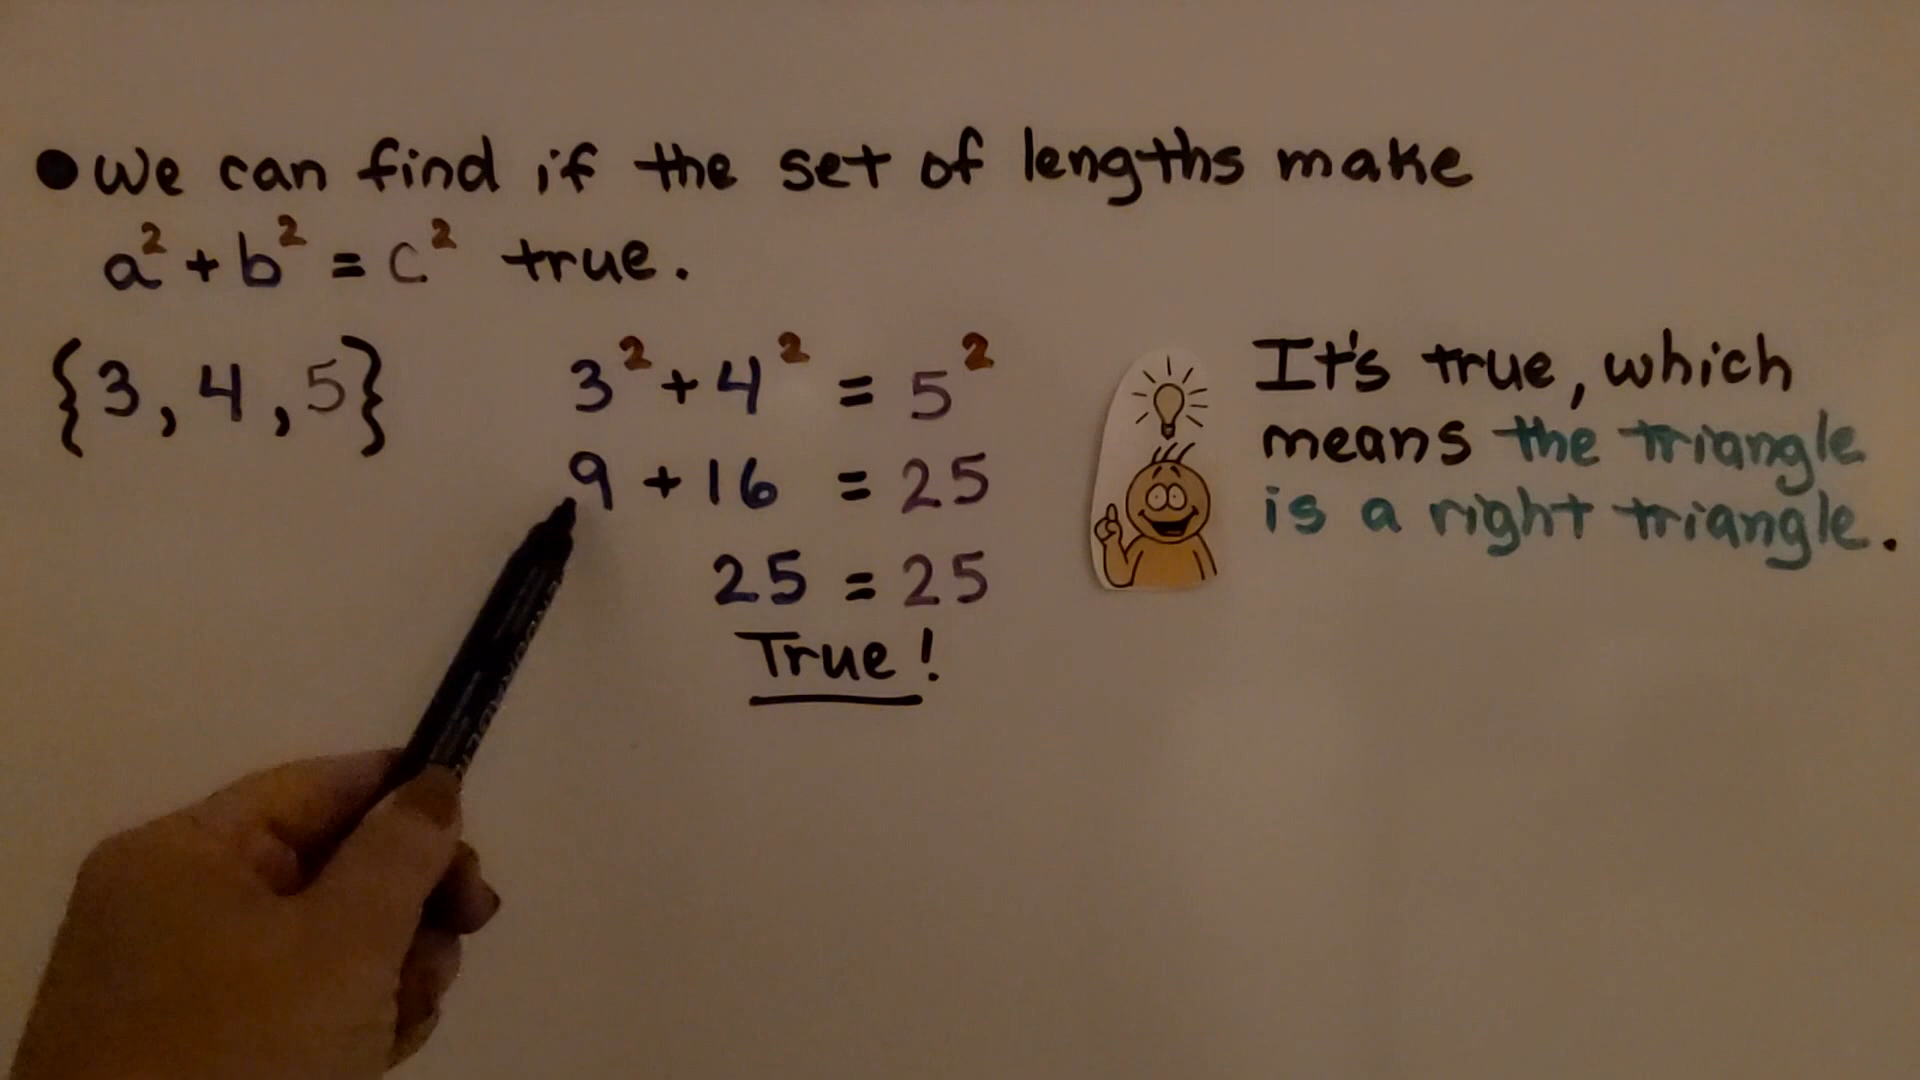 ● We can find if the set of lengths make
a² + b² = c² true.
{3, 4, 5}
3² + 4² = 5²
9 + 16 = 25
25 = 25
True!
It's true, which
means the triangle
is a right triangle.